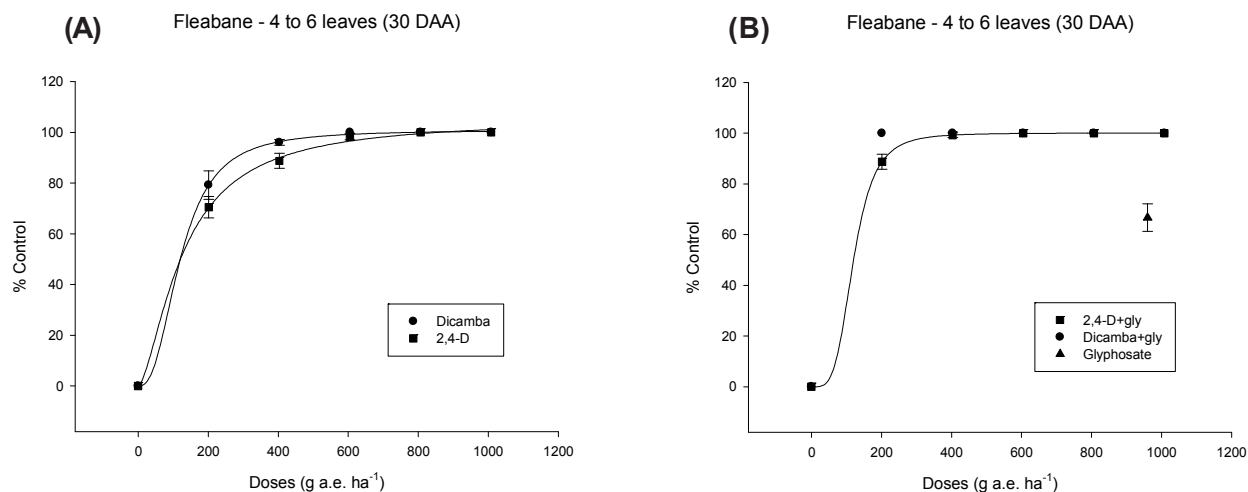 (A)
Fleabane - 4 to 6 leaves (30 DAA)
120
100
80
60
40
20
0
% Control
Dicamba
2,4-D
0 200 400 600 800 1000 1200
Doses (g a.e. ha⁻¹)
(B)
Fleabane - 4 to 6 leaves (30 DAA)
120
100
80
60
40
20
0
% Control
2,4-D+gly
Dicamba+gly
Glyphosate
0 200 400 600 800 1000 1200
Doses (g a.e. ha⁻¹)